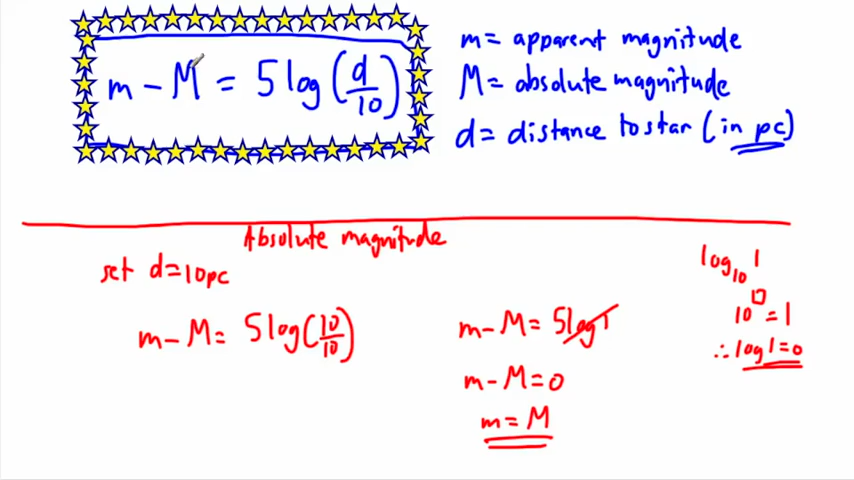 m - M = 5 log (d/10)
m = apparent magnitude
M = absolute magnitude
d = distance to star (in pc)
Absolute magnitude
set d = 10pc
m - M = 5 log (10/10)
m - M = 5 log 1
m - M = 0
m = M
log₁₀ 1
10^□ = 1
∴ log 1 = 0